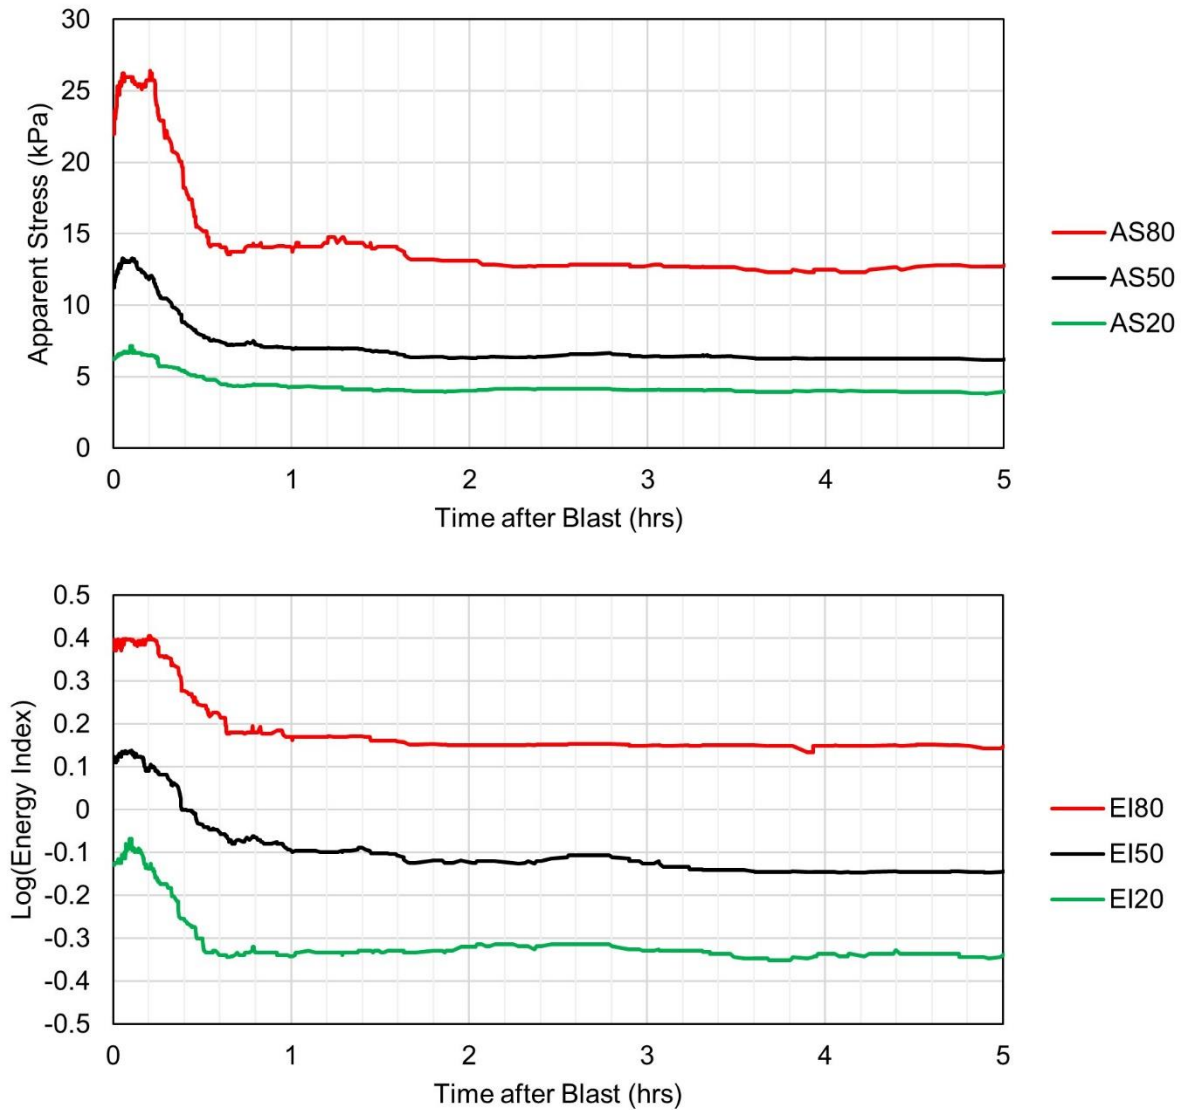 30
25
20
15
10
5
0
Apparent Stress (kPa)
0 1 2 3 4 5
Time after Blast (hrs)
AS80
AS50
AS20
0.5
0.4
0.3
0.2
0.1
0
-0.1
-0.2
-0.3
-0.4
-0.5
Log(Energy Index)
0 1 2 3 4 5
Time after Blast (hrs)
EI80
EI50
EI20